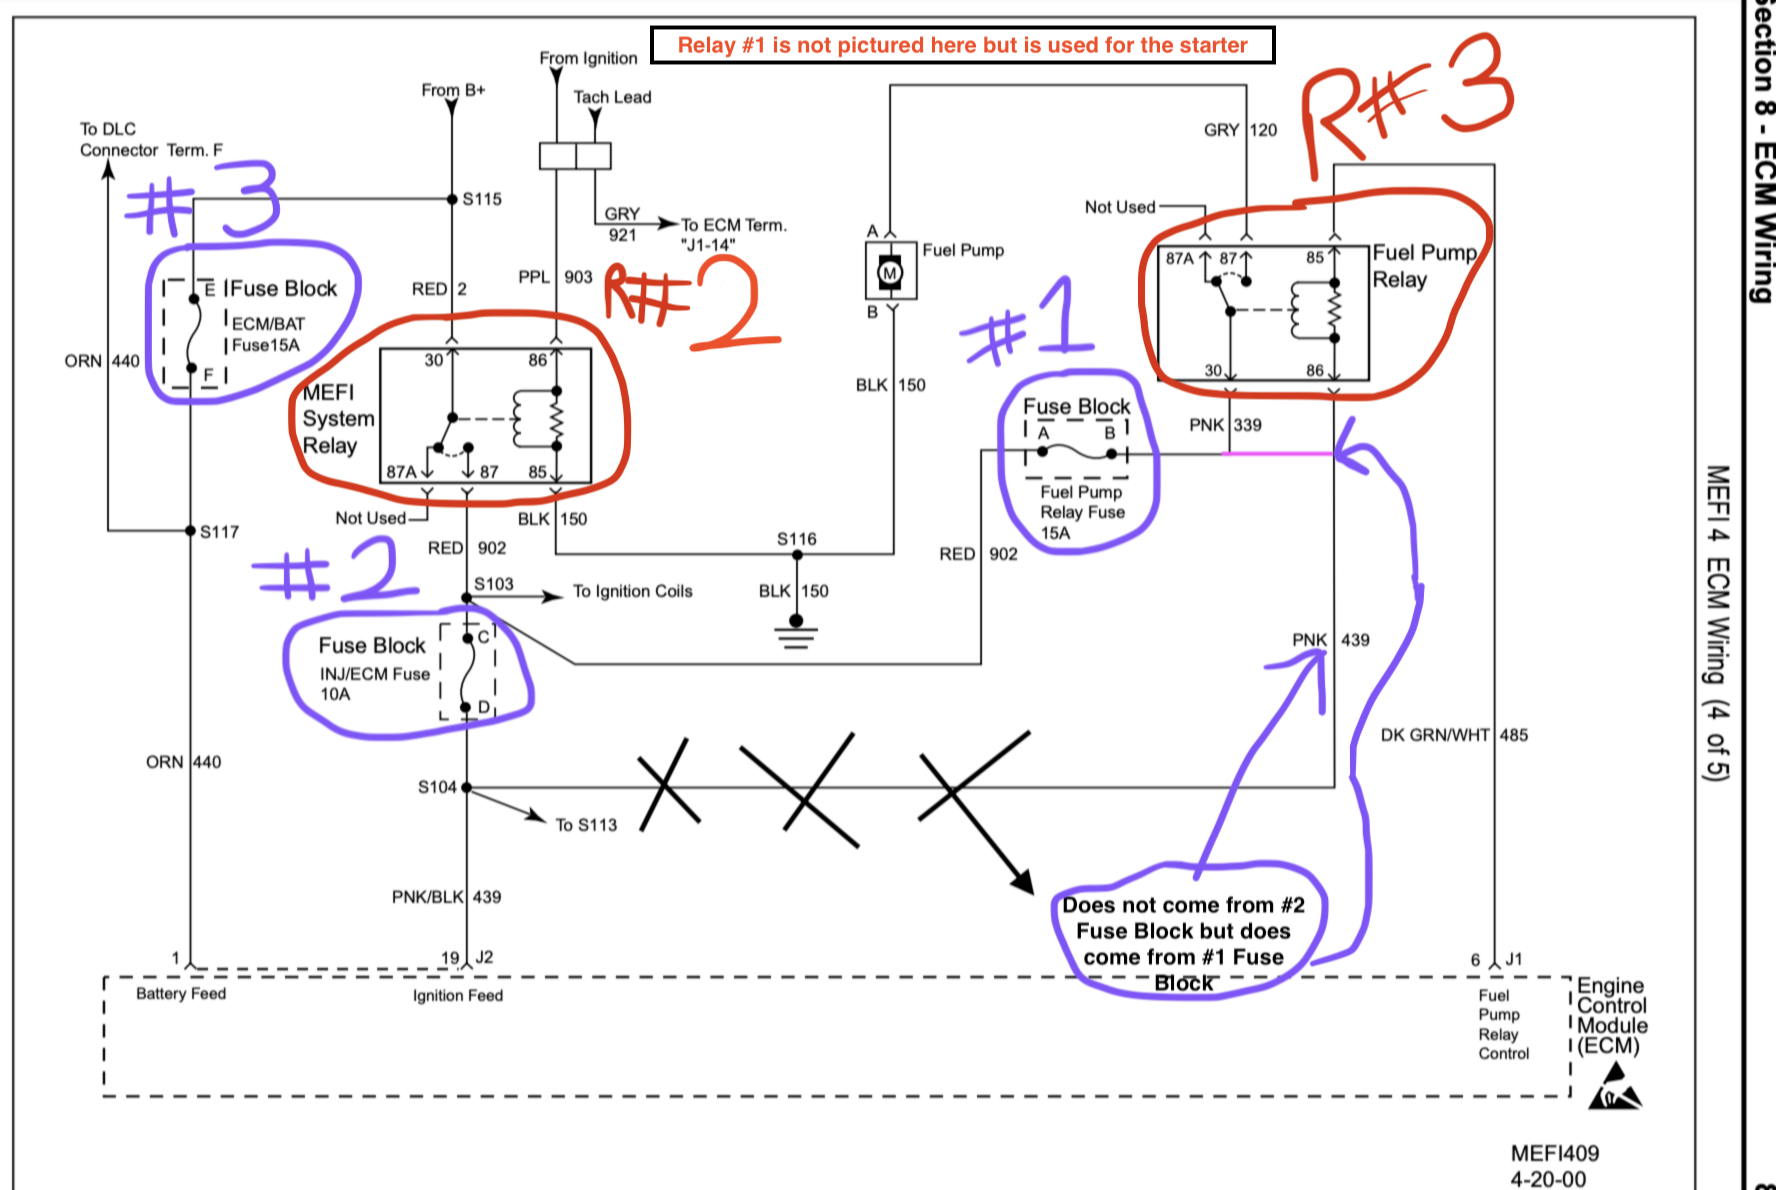 Relay #1 is not pictured here but is used for the starter
Section 8 - ECM Wiring
MEFI 4 ECM Wiring (4 of 5)
From Ignition
From B+
Tach Lead
To DLC
Connector Term. F
R#3
GRY 120
#3
S115
GRY
921
To ECM Term.
"J1-14"
Not Used
A
Fuel Pump
M
B
87A 87 85
Fuel Pump
Relay
30 86
PPL 903
R#2
RED 2
E Fuse Block
ECM/BAT
Fuse15A
F
ORN 440
#1
30 86
MEFI
System
Relay
87A 87 85
BLK 150
Fuse Block
A B
Fuel Pump
Relay Fuse
15A
PNK 339
Not Used
BLK 150
S117
RED 902
S116
RED 902
#2
S103
To Ignition Coils
BLK 150
Fuse Block
INJ/ECM Fuse
10A
C
D
PNK 439
DK GRN/WHT 485
ORN 440
S104
To S113
PNK/BLK 439
Does not come from #2
Fuse Block but does
come from #1 Fuse
Block
1
19 J2
6 J1
Battery Feed
Ignition Feed
Fuel
Pump
Relay
Control
Engine
Control
Module
(ECM)
MEFI409
4-20-00